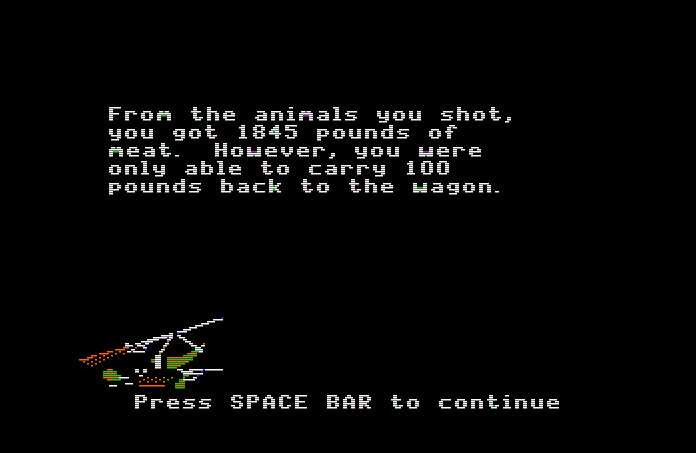 From the animals you shot,
you got 1845 pounds of
meat.  However, you were
only able to carry 100
pounds back to the wagon.
Press SPACE BAR to continue